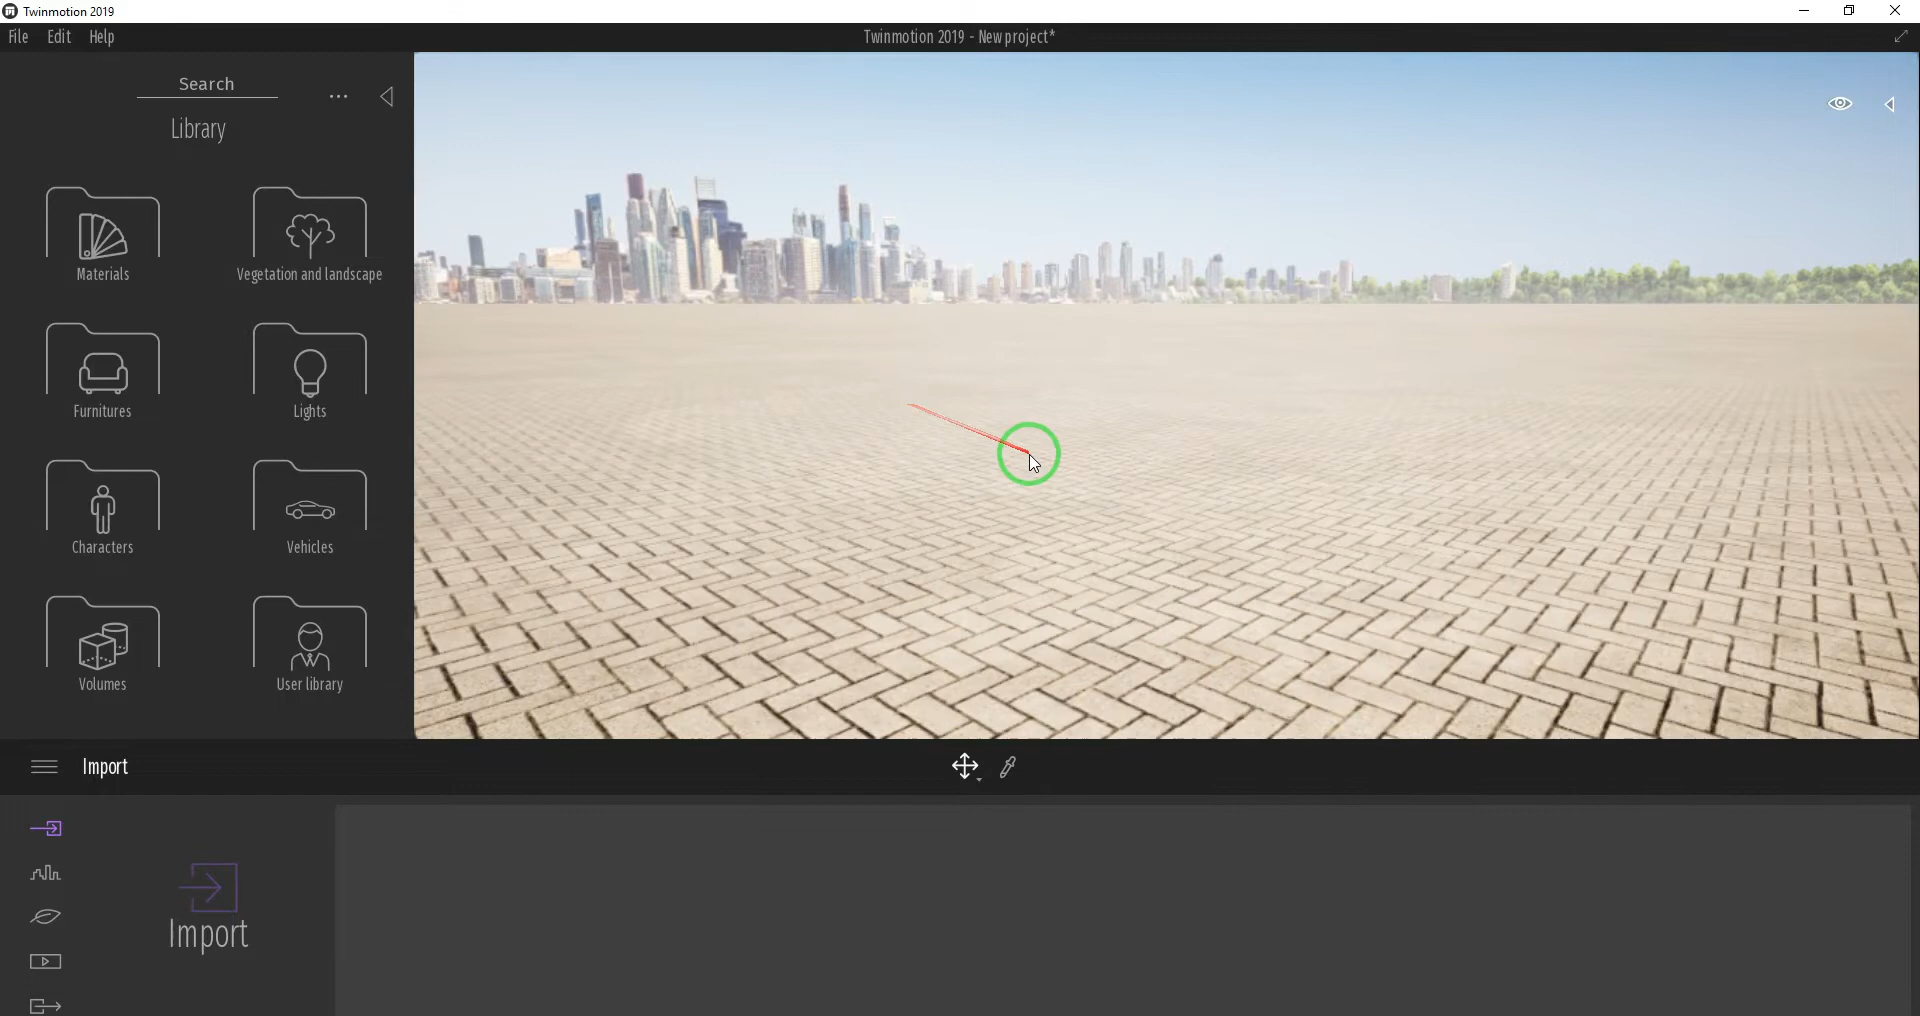 Twinmotion 2019
File Edit Help
Twinmotion 2019 - New project*
Search
Library
Materials
Vegetation and landscape
Furnitures
Lights
Characters
Vehicles
Volumes
User library
Import
Import